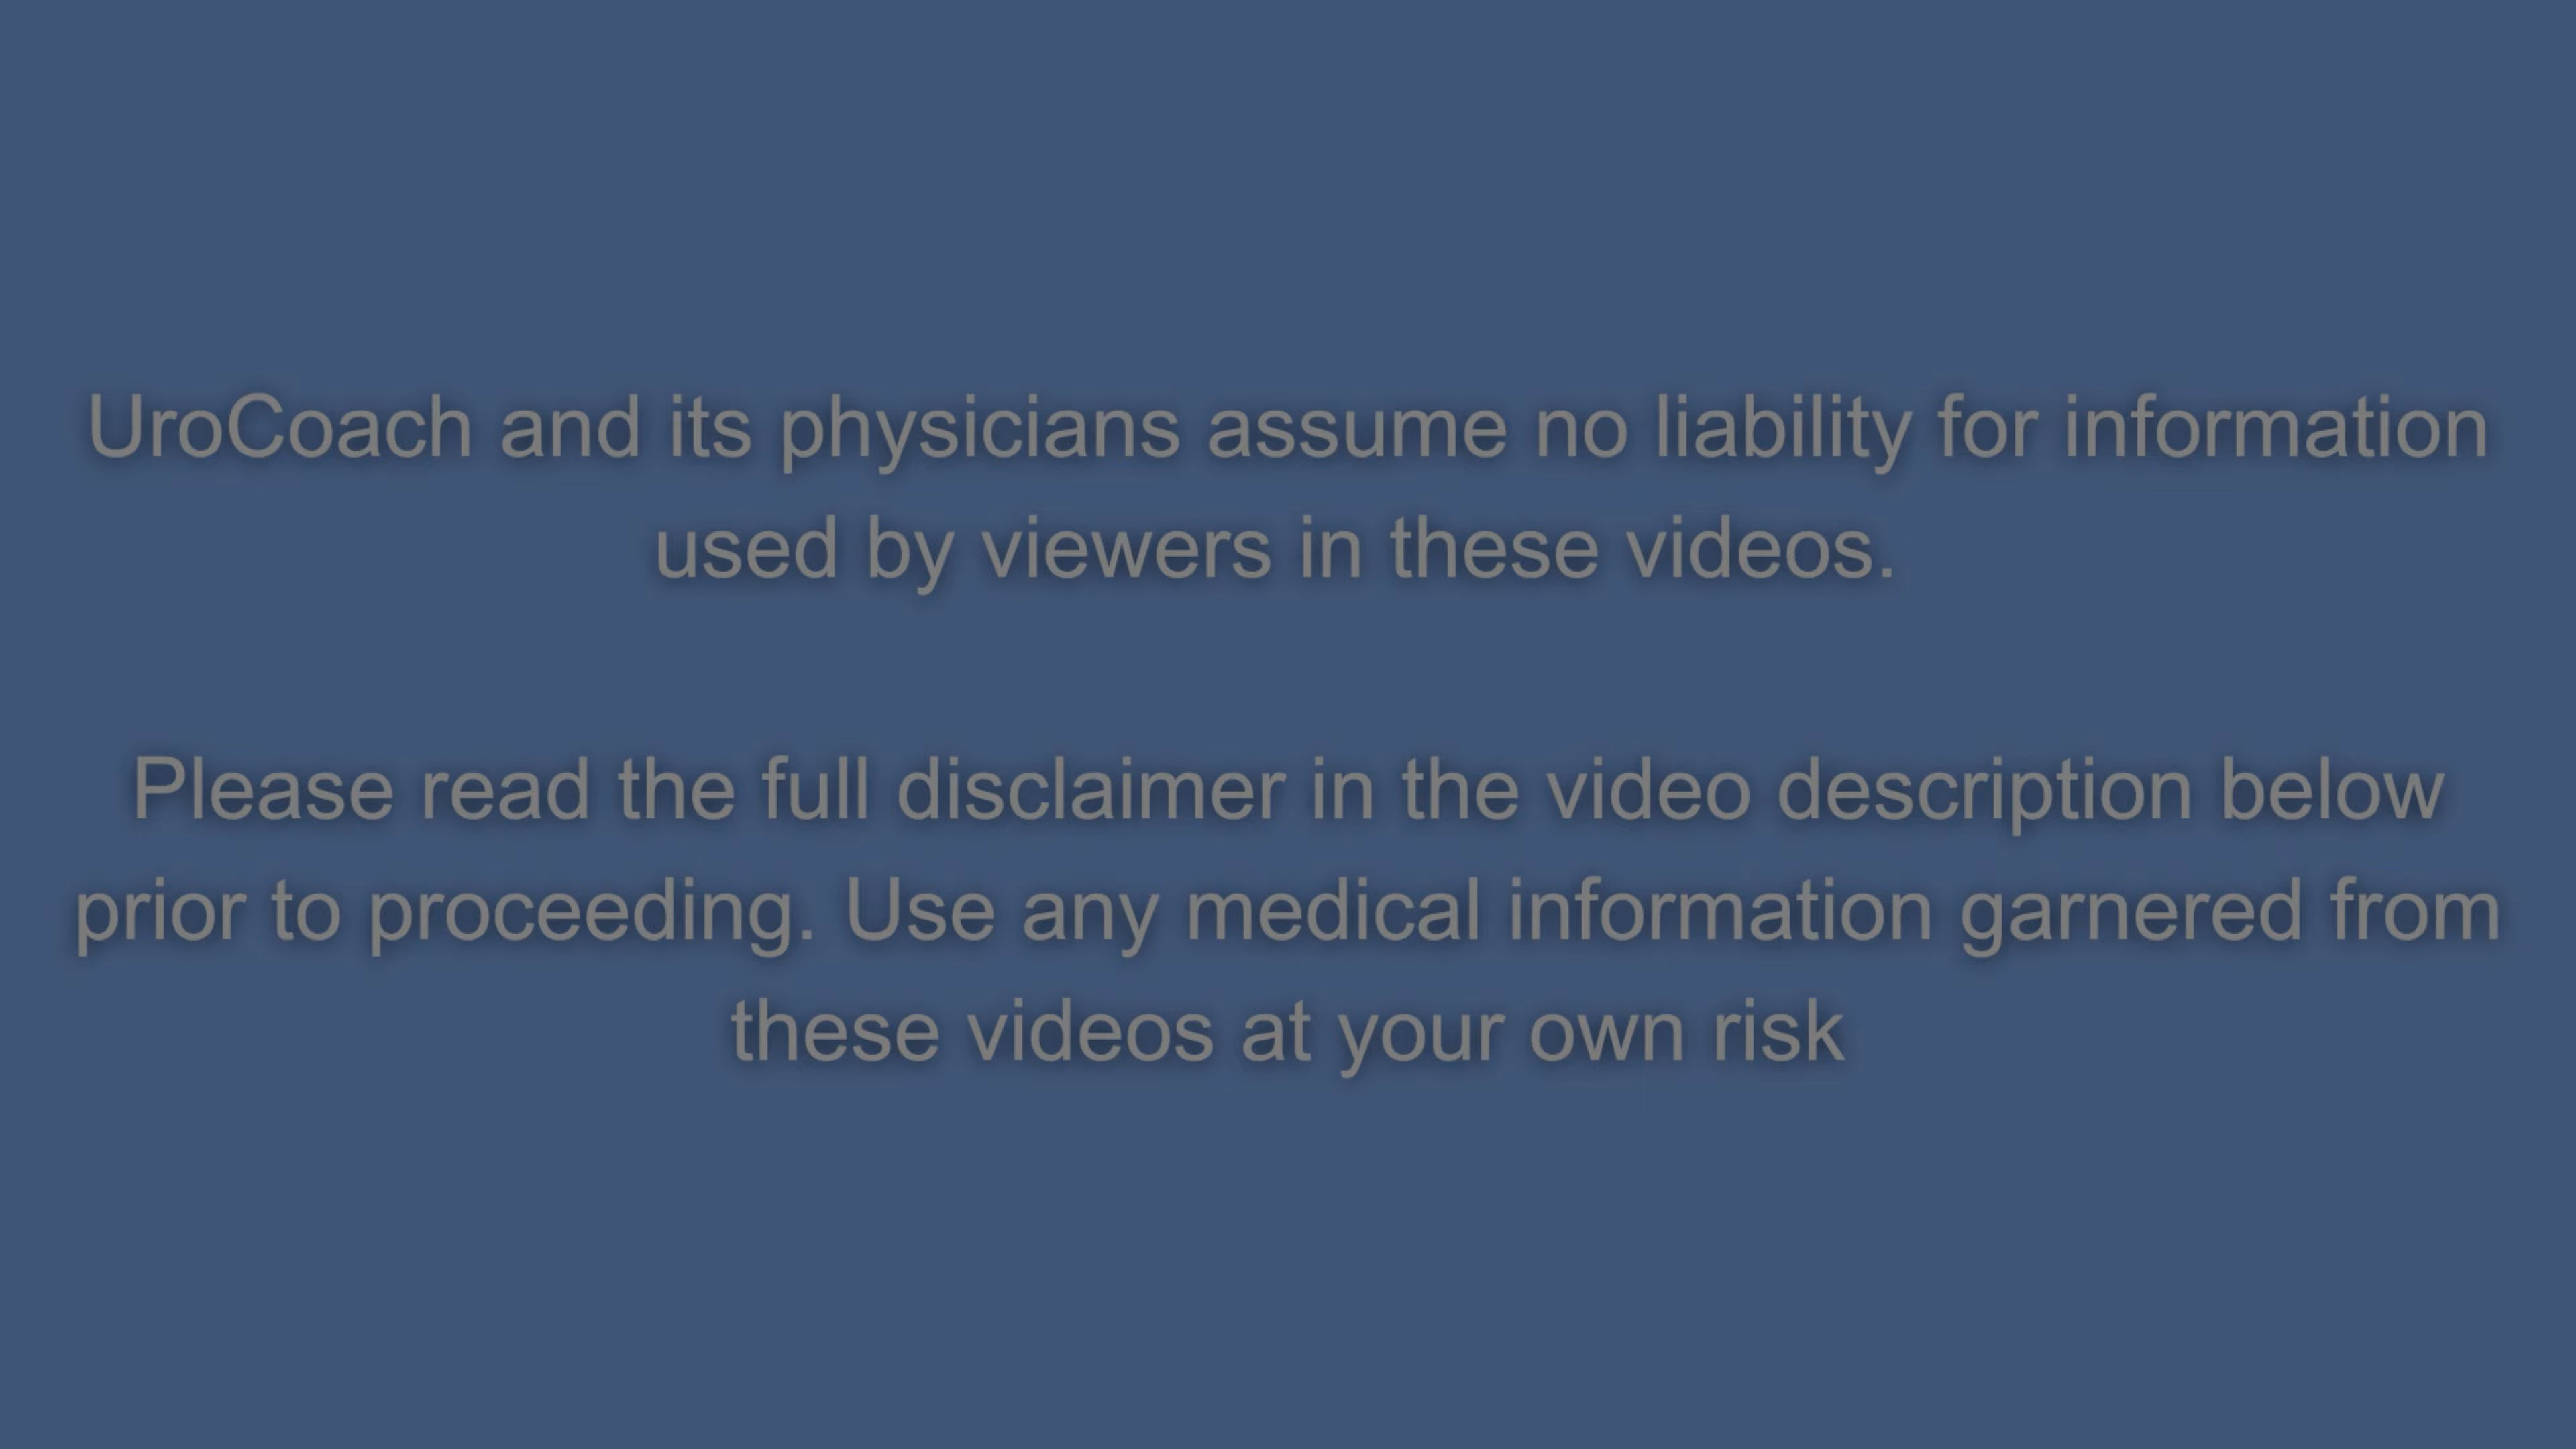 UroCoach and its physicians assume no liability for information
used by viewers in these videos.
Please read the full disclaimer in the video description below
prior to proceeding. Use any medical information garnered from
these videos at your own risk